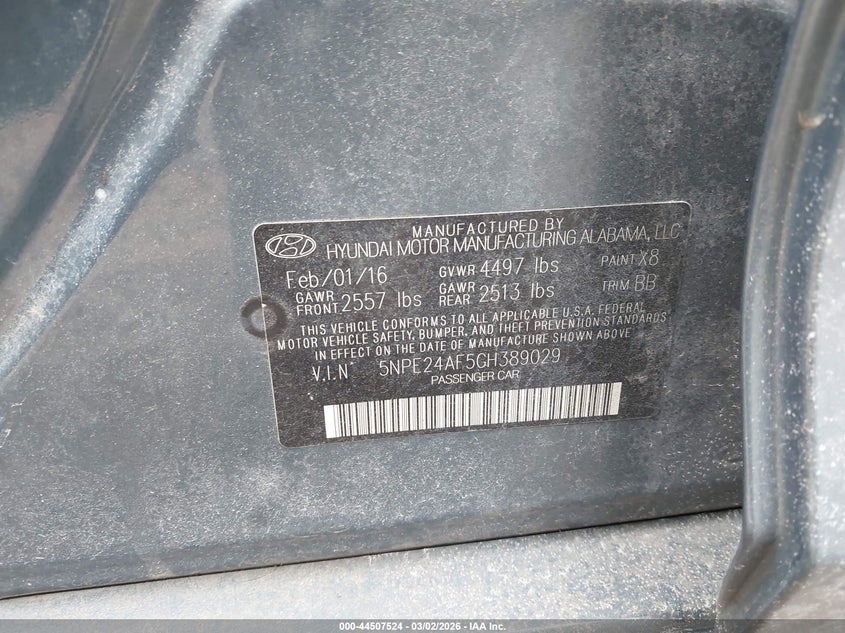 MANUFACTURED BY
HYUNDAI MOTOR MANUFACTURING ALABAMA, LLC
Feb/01/16 GVWR 4497 lbs PAINT X8
GAWR FRONT 2557 lbs GAWR REAR 2513 lbs TRIM BB
THIS VEHICLE CONFORMS TO ALL APPLICABLE U.S.A. FEDERAL
MOTOR VEHICLE SAFETY, BUMPER, AND THEFT PREVENTION STANDARDS
IN EFFECT ON THE DATE OF MANUFACTURE SHOWN ABOVE
V.I.N 5NPE24AF5GH389029
PASSENGER CAR
000-44507524 | 03/02/2026 - IAA Inc.